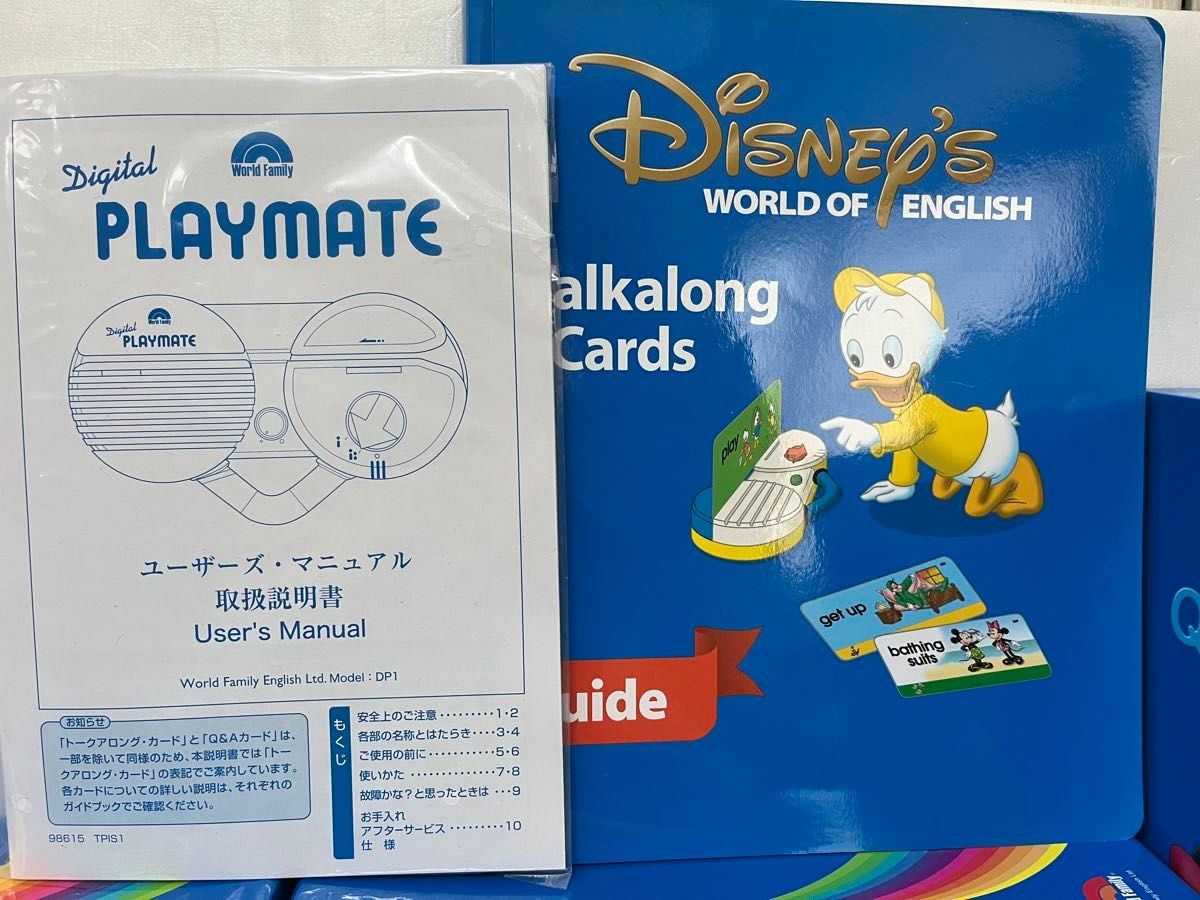 Digital
World Family
PLAYMATE
Digital
World Family
PLAYMATE
ユーザーズ・マニュアル
取扱説明書
User's Manual
World Family English Ltd. Model : DP1
お知らせ
「トークアロング・カード」と「Q&Aカード」は、
一部を除いて同様のため、本説明書では「トー
クアロング・カード」の表記でご案内しています。
各カードについての詳しい説明は、それぞれの
ガイドブックでご確認ください。
98615 TPIS1
もくじ
安全上のご注意 ········· 1・2
各部の名称とはたらき ····· 3・4
ご使用の前に ·········· 5・6
使いかた ············· 7・8
故障かな?と思ったときは ··· 9
お手入れ
アフターサービス ········· 10
仕 様
DISNEY'S
WORLD OF ENGLISH
alkalong
Cards
play
get up
bathing
suits
uide
Q
Family